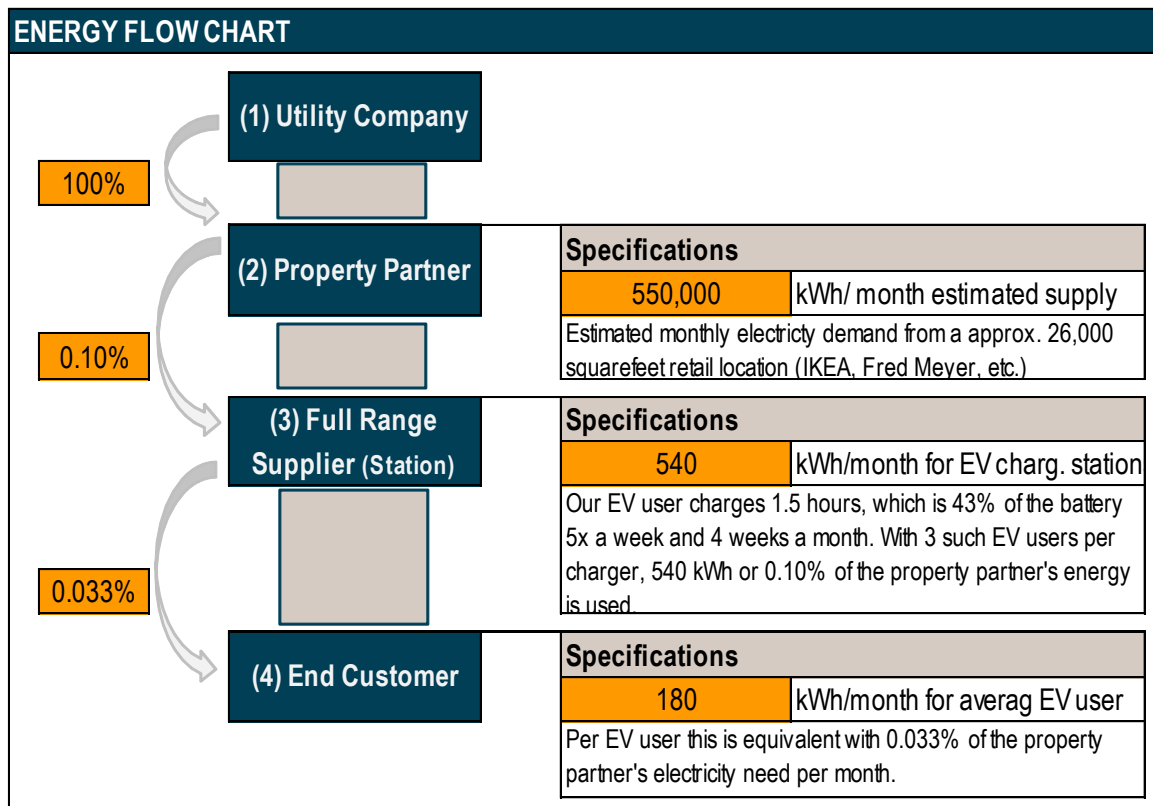 ENERGY FLOW CHART
(1) Utility Company
100%
(2) Property Partner
Specifications
550,000 kWh/ month estimated supply
Estimated monthly electricty demand from a approx. 26,000
squarefeet retail location (IKEA, Fred Meyer, etc.)
0.10%
(3) Full Range
Supplier (Station)
Specifications
540 kWh/month for EV charg. station
Our EV user charges 1.5 hours, which is 43% of the battery
5x a week and 4 weeks a month. With 3 such EV users per
charger, 540 kWh or 0.10% of the property partner's energy
is used.
0.033%
(4) End Customer
Specifications
180 kWh/month for averag EV user
Per EV user this is equivalent with 0.033% of the property
partner's electricity need per month.